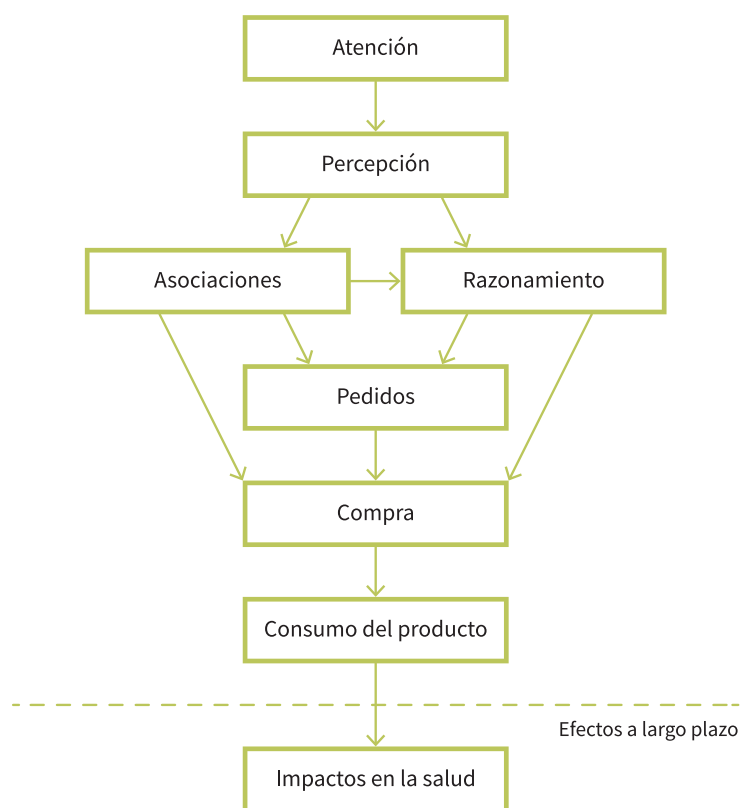 Atención
Percepción
Asociaciones
Razonamiento
Pedidos
Compra
Consumo del producto
Efectos a largo plazo
Impactos en la salud